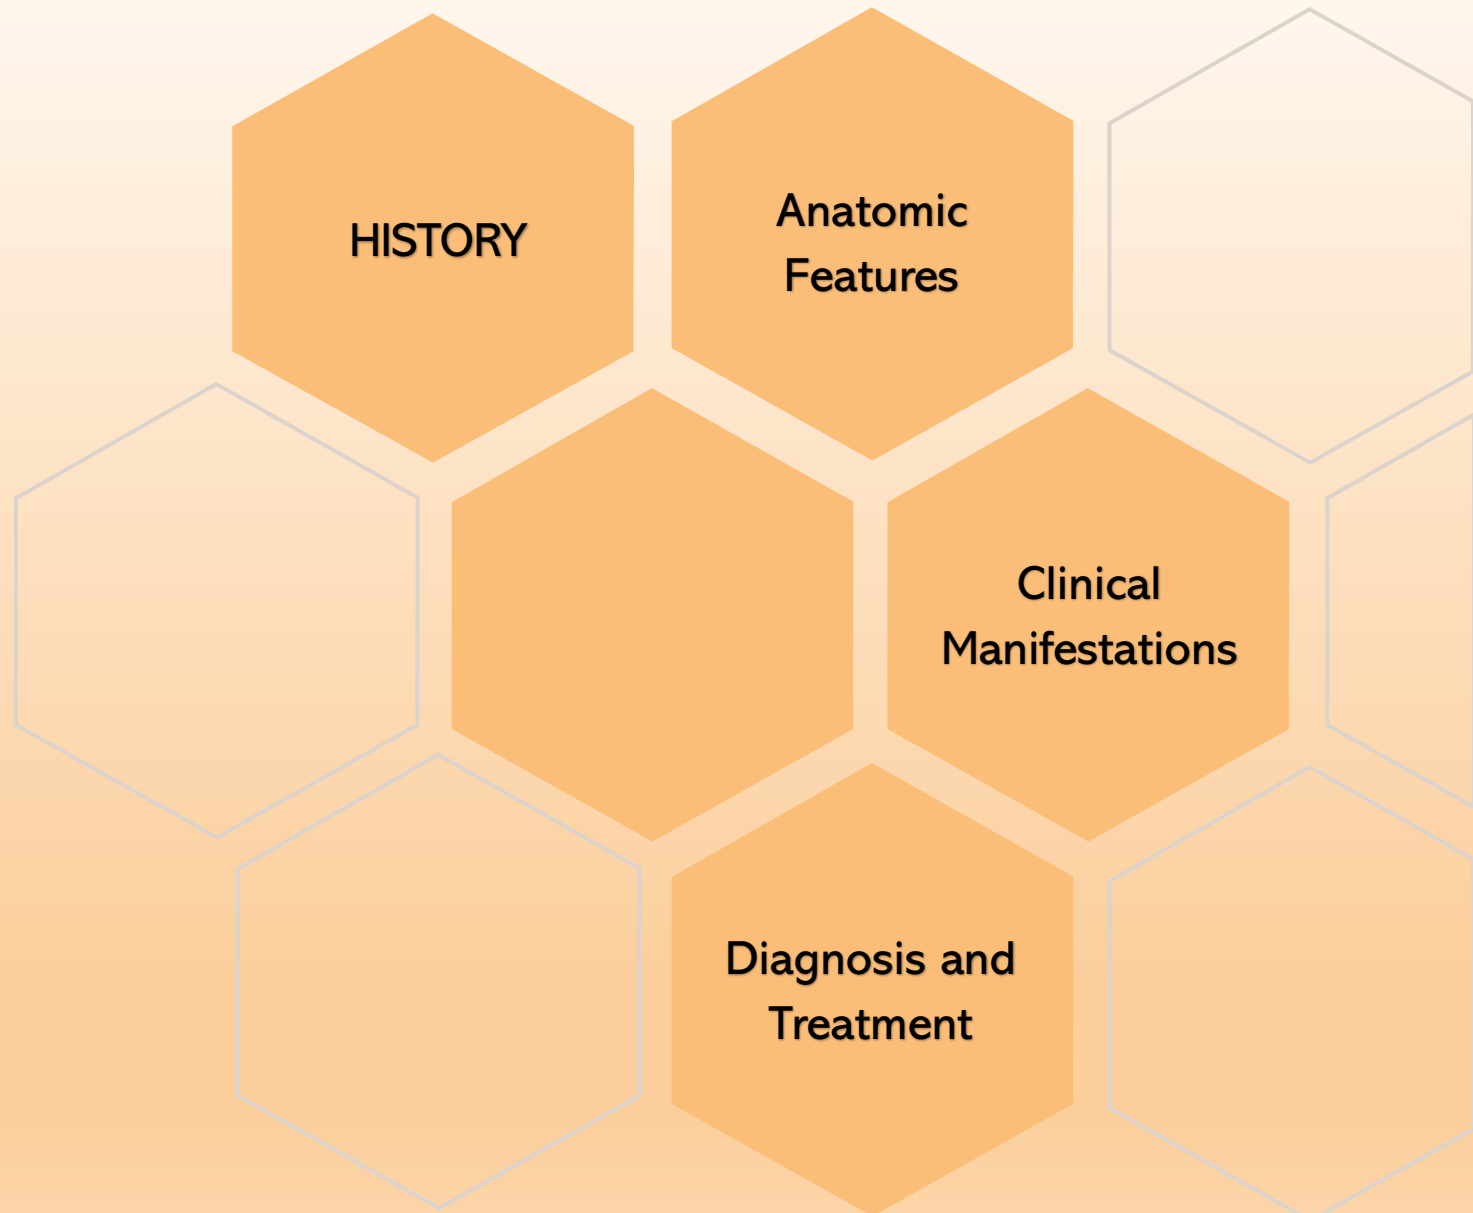 HISTORY
Anatomic
Features
Clinical
Manifestations
Diagnosis and
Treatment